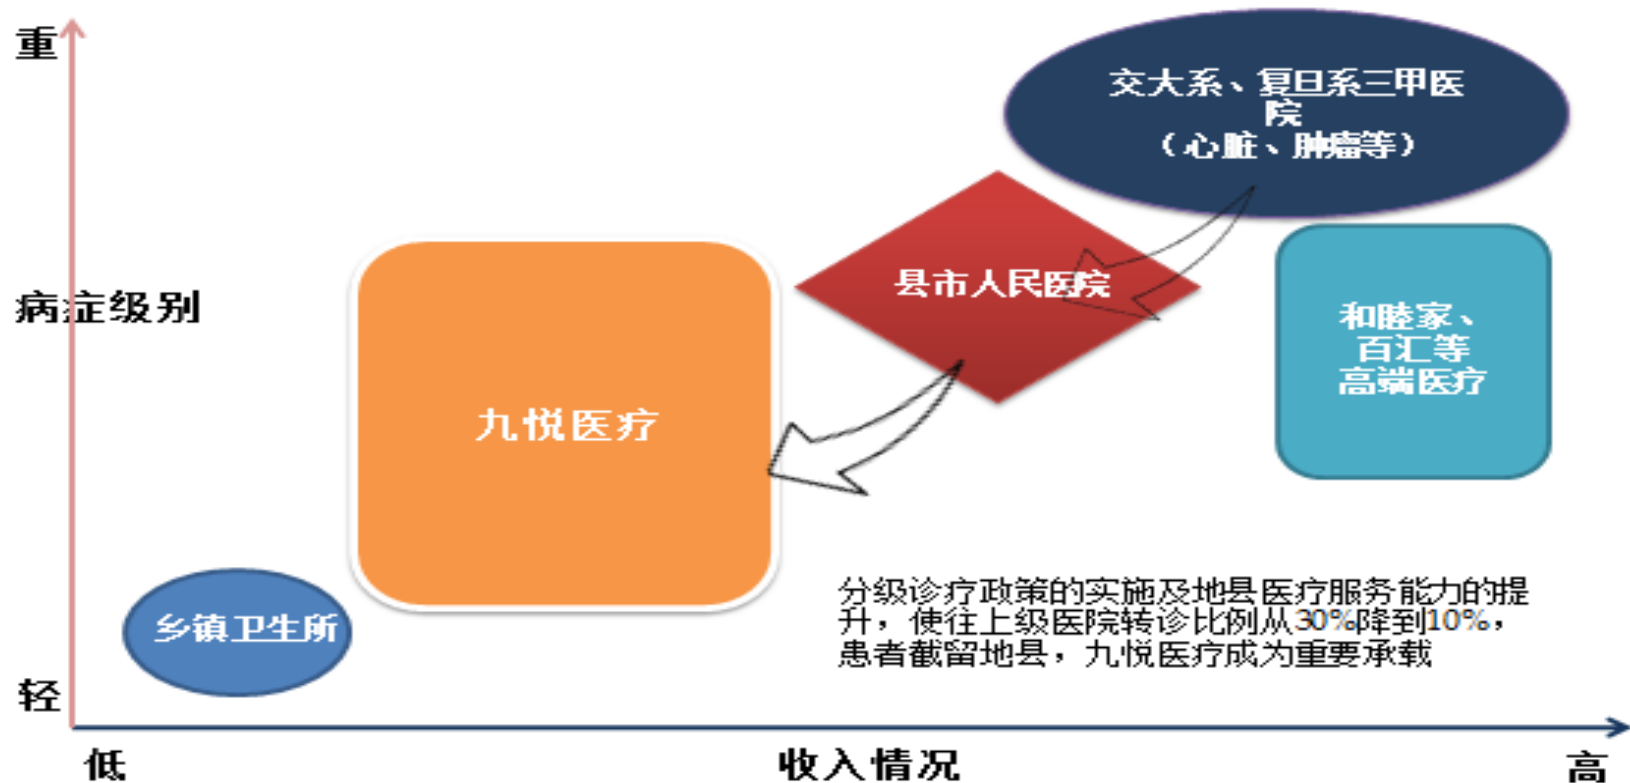 重
交大系、复旦系三甲医
院
（心脏、肿瘤等）
县市人民医院
病症级别
和睦家、
百汇等
高端医疗
九悦医疗
分级诊疗政策的实施及地县医疗服务能力的提
升，使往上级医院转诊比例从30%降到10%，
患者截留地县，九悦医疗成为重要承载
乡镇卫生所
轻
低
收入情况
高